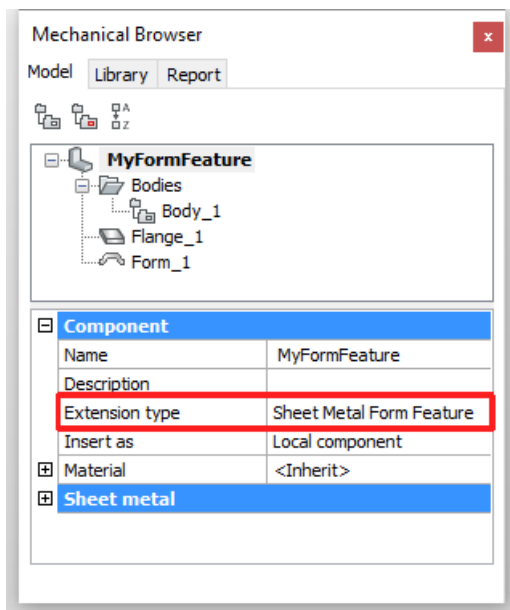 Mechanical Browser x
Model Library Report
MyFormFeature
Bodies
Body_1
Flange_1
Form_1
Component
Name MyFormFeature
Description
Extension type Sheet Metal Form Feature
Insert as Local component
Material <Inherit>
Sheet metal